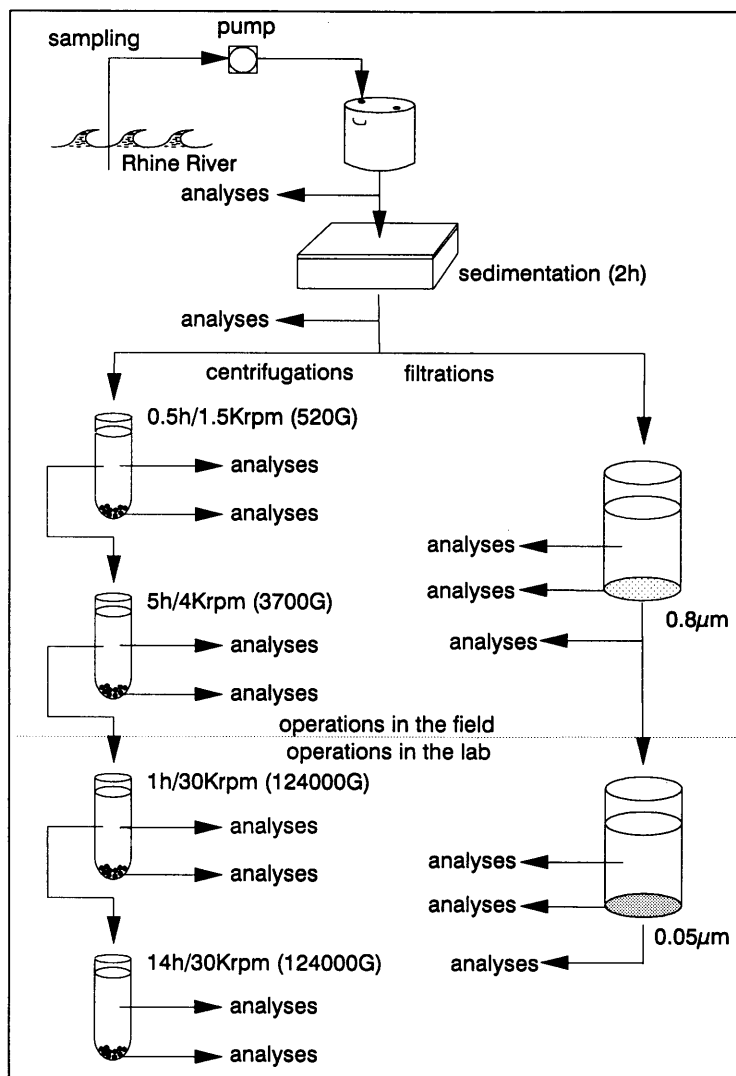 sampling
pump
Rhine River
analyses
sedimentation (2h)
analyses
centrifugations
filtrations
0.5h/1.5Krpm (520G)
analyses
analyses
5h/4Krpm (3700G)
analyses
analyses
operations in the field
operations in the lab
1h/30Krpm (124000G)
analyses
analyses
14h/30Krpm (124000G)
analyses
analyses
analyses
analyses
0.8µm
analyses
analyses
analyses
0.05µm
analyses